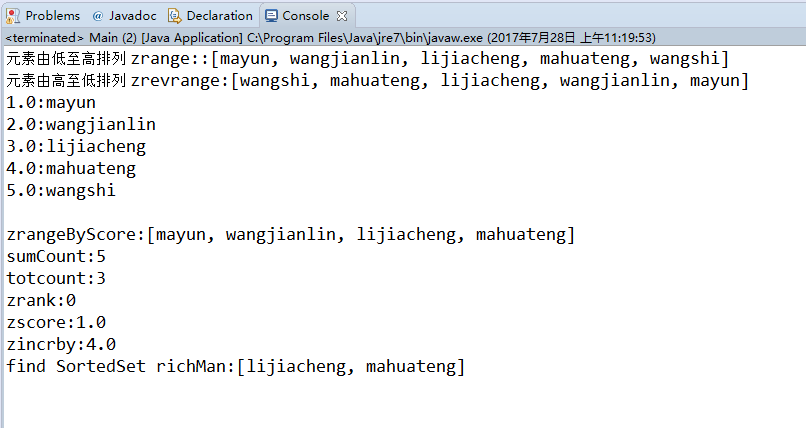 Problems @ Javadoc Declaration Console
<terminated> Main (2) [Java Application] C:\Program Files\Java\jre7\bin\javaw.exe (2017年7月28日 上午11:19:53)
元素由低至高排列 zrange::[mayun, wangjianlin, lijiacheng, mahuateng, wangshi]
元素由高至低排列 zrevrange:[wangshi, mahuateng, lijiacheng, wangjianlin, mayun]
1.0:mayun
2.0:wangjianlin
3.0:lijiacheng
4.0:mahuateng
5.0:wangshi
zrangeByScore:[mayun, wangjianlin, lijiacheng, mahuateng]
sumCount:5
totcount:3
zrank:0
zscore:1.0
zincrby:4.0
find SortedSet richMan:[lijiacheng, mahuateng]